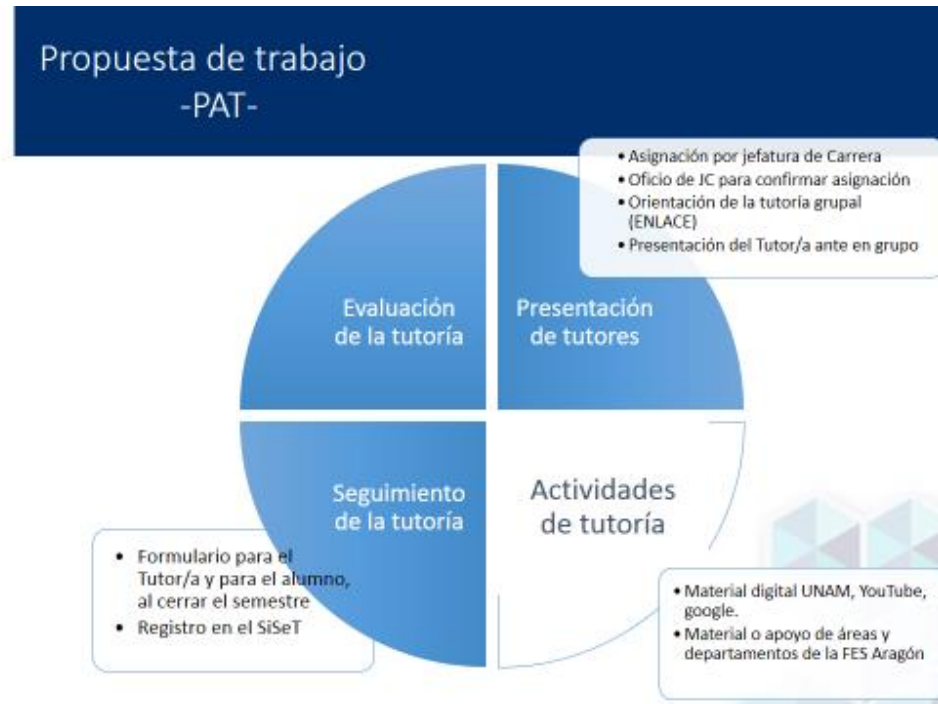 Propuesta de trabajo
-PAT-
• Asignación por jefatura de Carrera
• Oficio de JC para confirmar asignación
• Orientación de la tutoría grupal
(ENLACE)
• Presentación del Tutor/a ante en grupo
Evaluación
de la tutoría
Presentación
de tutores
Seguimiento
de la tutoría
Actividades
de tutoría
• Formulario para el
Tutor/a y para el alumno,
al cerrar el semestre
• Registro en el SiSeT
• Material digital UNAM, YouTube,
google.
• Material o apoyo de áreas y
departamentos de la FES Aragón